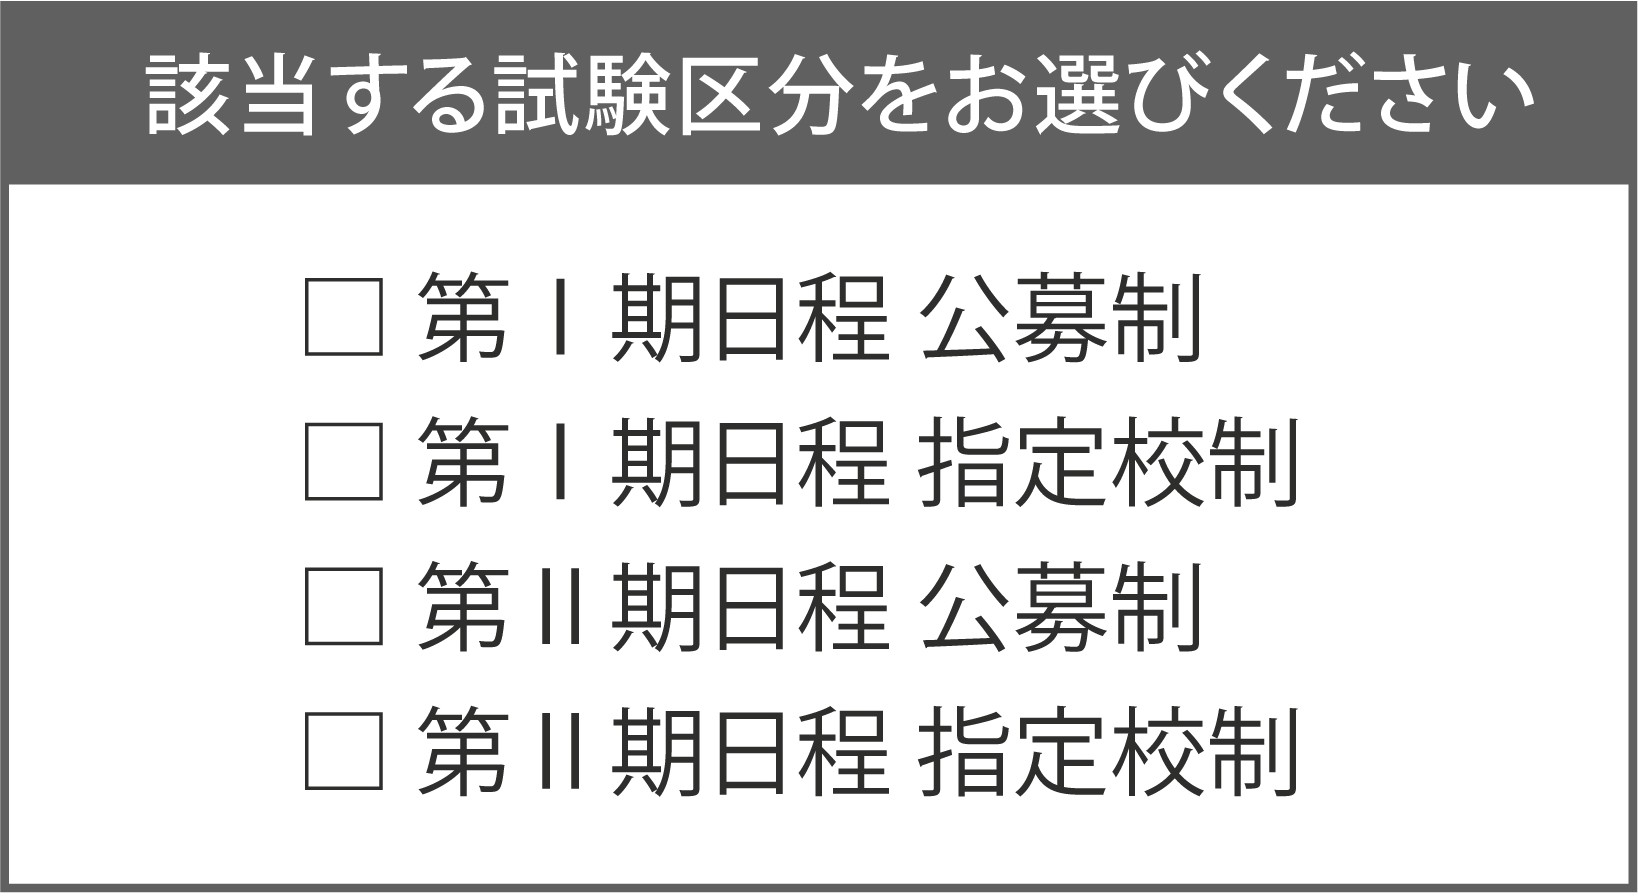 該当する試験区分をお選びください
□ 第Ⅰ期日程 公募制
□ 第Ⅰ期日程 指定校制
□ 第Ⅱ期日程 公募制
□ 第Ⅱ期日程 指定校制